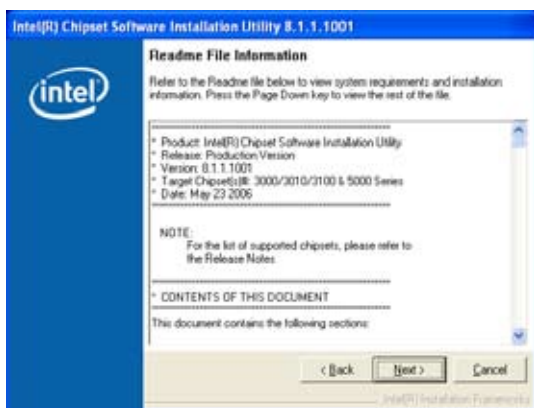 Intel(R) Chipset Software Installation Utility 8.1.1.1001
intel
Readme File Information
Refer to the Readme file below to view system requirements and installation
information. Press the Page Down key to view the rest of the file.
************************************************************
* Product: Intel(R) Chipset Software Installation Utility
* Release: Production Version
* Version: 8.1.1.1001
* Target Chipset(s)#: 3000/3010/3100 & 5000 Series
* Date: May 23 2006
************************************************************
NOTE:
For the list of supported chipsets, please refer to
the Release Notes
************************************************************
* CONTENTS OF THIS DOCUMENT
************************************************************
This document contains the following sections:
< Back
Next >
Cancel
Intel(R) Installation Frameworks